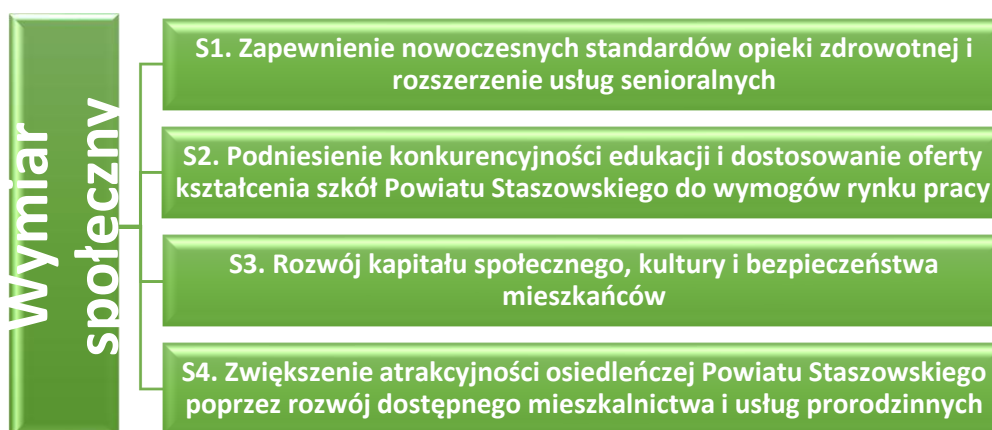 Wymiar
społeczny
S1. Zapewnienie nowoczesnych standardów opieki zdrowotnej i
rozszerzenie usług senioralnych
S2. Podniesienie konkurencyjności edukacji i dostosowanie oferty
kształcenia szkół Powiatu Staszowskiego do wymogów rynku pracy
S3. Rozwój kapitału społecznego, kultury i bezpieczeństwa
mieszkańców
S4. Zwiększenie atrakcyjności osiedleńczej Powiatu Staszowskiego
poprzez rozwój dostępnego mieszkalnictwa i usług prorodzinnych